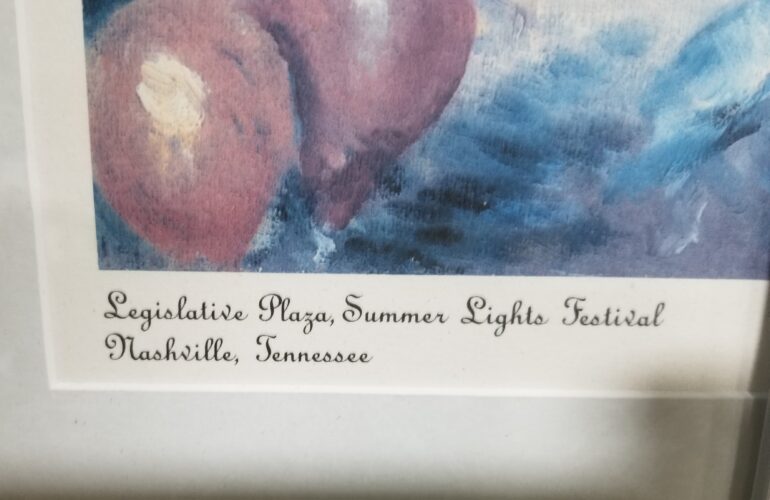 Legislative Plaza, Summer Lights Festival
Nashville, Tennessee